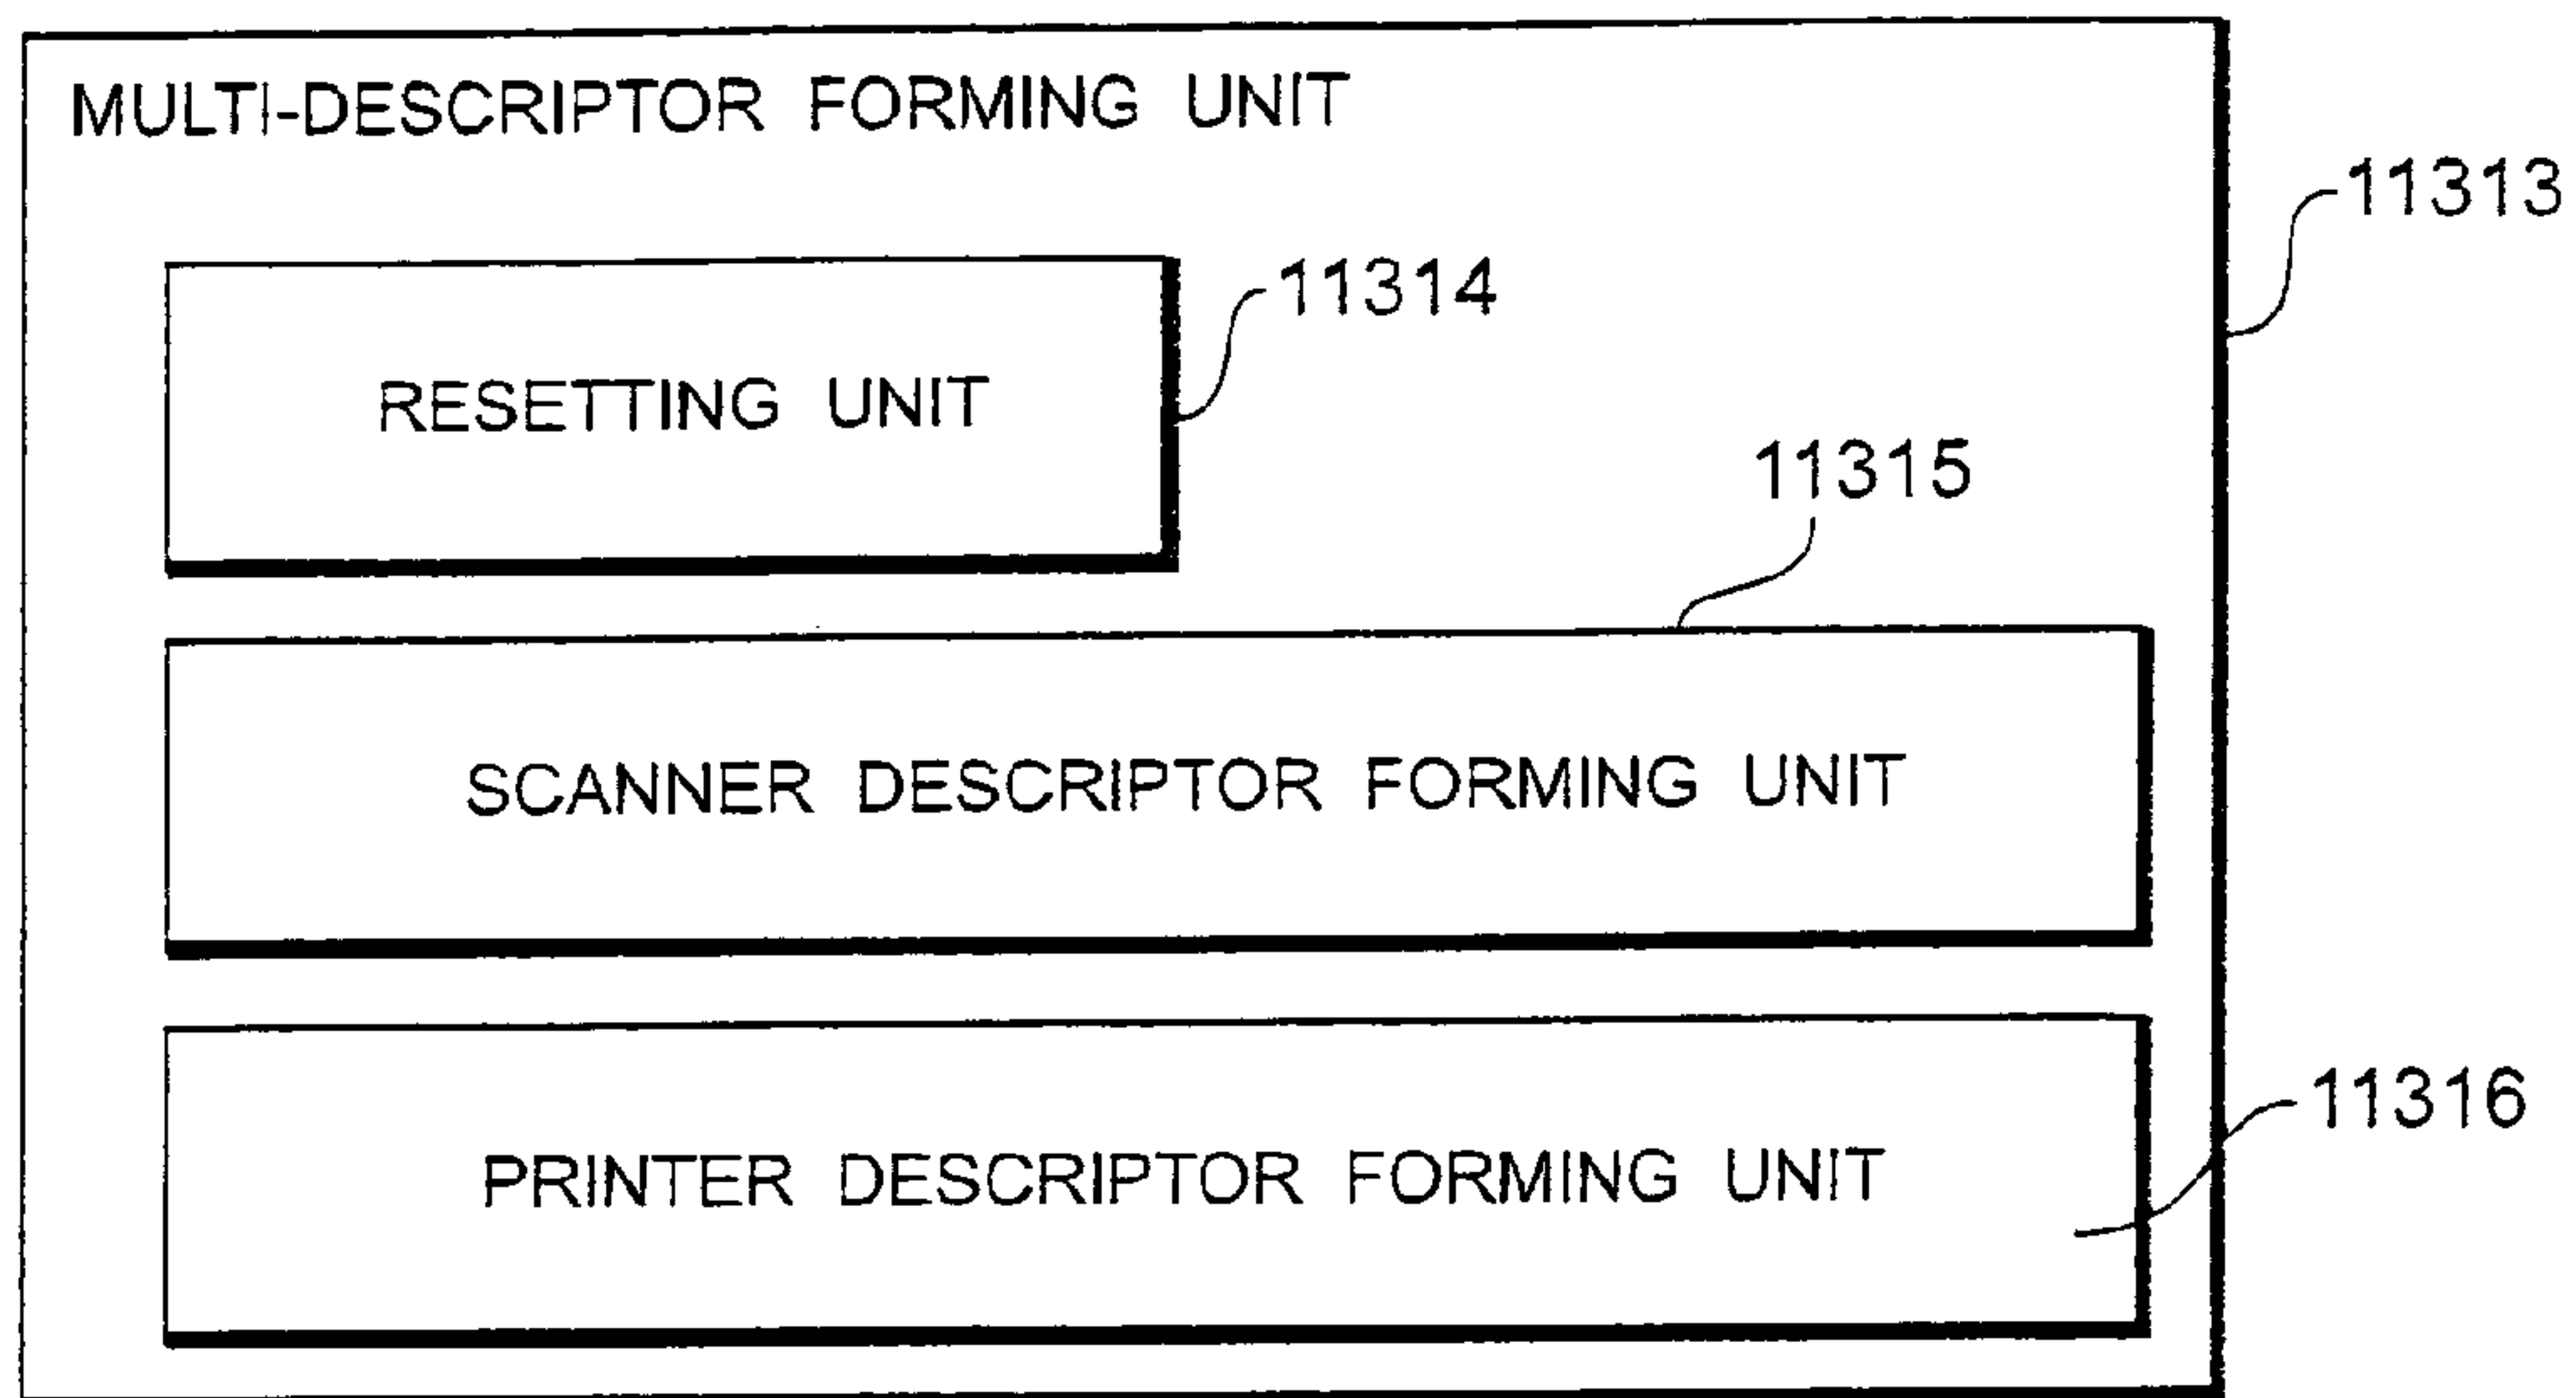 MULTI-DESCRIPTOR FORMING UNIT
11313
11314
RESETTING UNIT
11315
SCANNER DESCRIPTOR FORMING UNIT
11316
PRINTER DESCRIPTOR FORMING UNIT